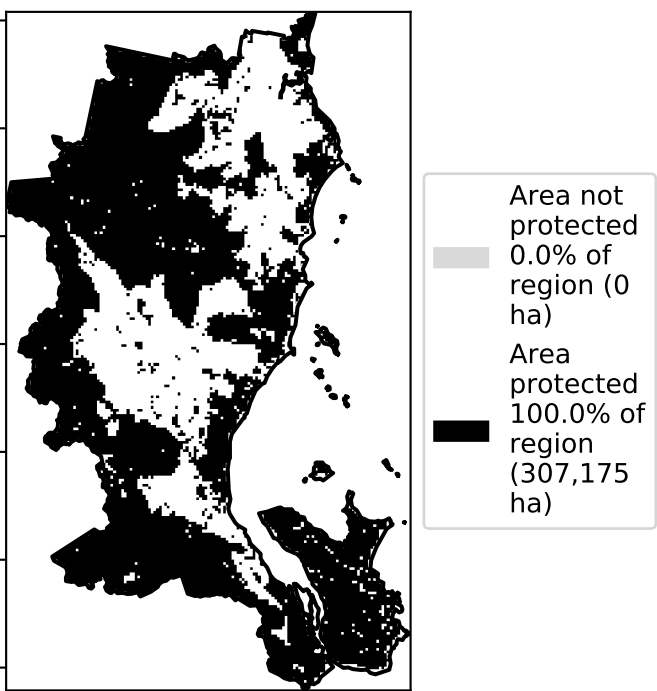 Area not
protected
0.0% of
region (0
ha)
Area
protected
100.0% of
region
(307,175
ha)